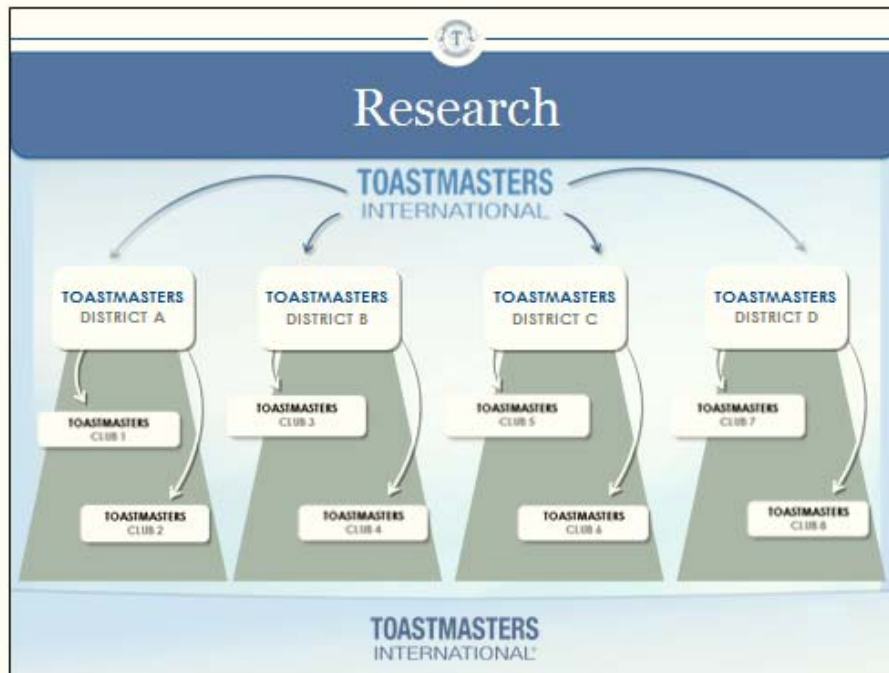 T
Research
TOASTMASTERS
INTERNATIONAL
TOASTMASTERS
DISTRICT A
TOASTMASTERS
DISTRICT B
TOASTMASTERS
DISTRICT C
TOASTMASTERS
DISTRICT D
TOASTMASTERS
CLUB 1
TOASTMASTERS
CLUB 3
TOASTMASTERS
CLUB 5
TOASTMASTERS
CLUB 7
TOASTMASTERS
CLUB 2
TOASTMASTERS
CLUB 4
TOASTMASTERS
CLUB 6
TOASTMASTERS
CLUB 8
TOASTMASTERS
INTERNATIONAL®